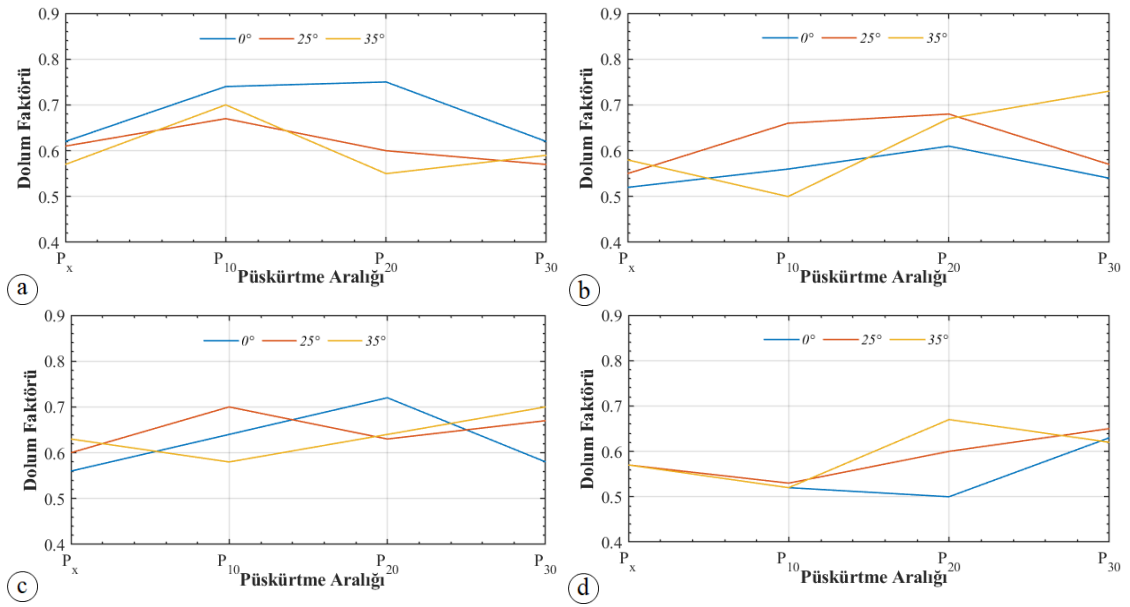 0.9
0.8
0.7
0.6
0.5
0.4
Dolum Faktörü
0° 25° 35°
Pₓ P₁₀ P₂₀ P₃₀
Püskürtme Aralığı
a
0.9
0.8
0.7
0.6
0.5
0.4
Dolum Faktörü
0° 25° 35°
Pₓ P₁₀ P₂₀ P₃₀
Püskürtme Aralığı
b
0.9
0.8
0.7
0.6
0.5
0.4
Dolum Faktörü
0° 25° 35°
Pₓ P₁₀ P₂₀ P₃₀
Püskürtme Aralığı
c
0.9
0.8
0.7
0.6
0.5
0.4
Dolum Faktörü
0° 25° 35°
Pₓ P₁₀ P₂₀ P₃₀
Püskürtme Aralığı
d